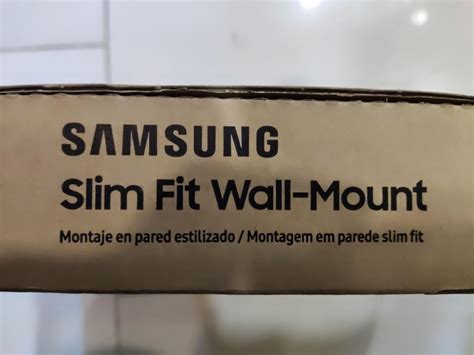 SAMSUNG
Slim Fit Wall-Mount
Montaje en pared estilizado / Montagem em parede slim fit